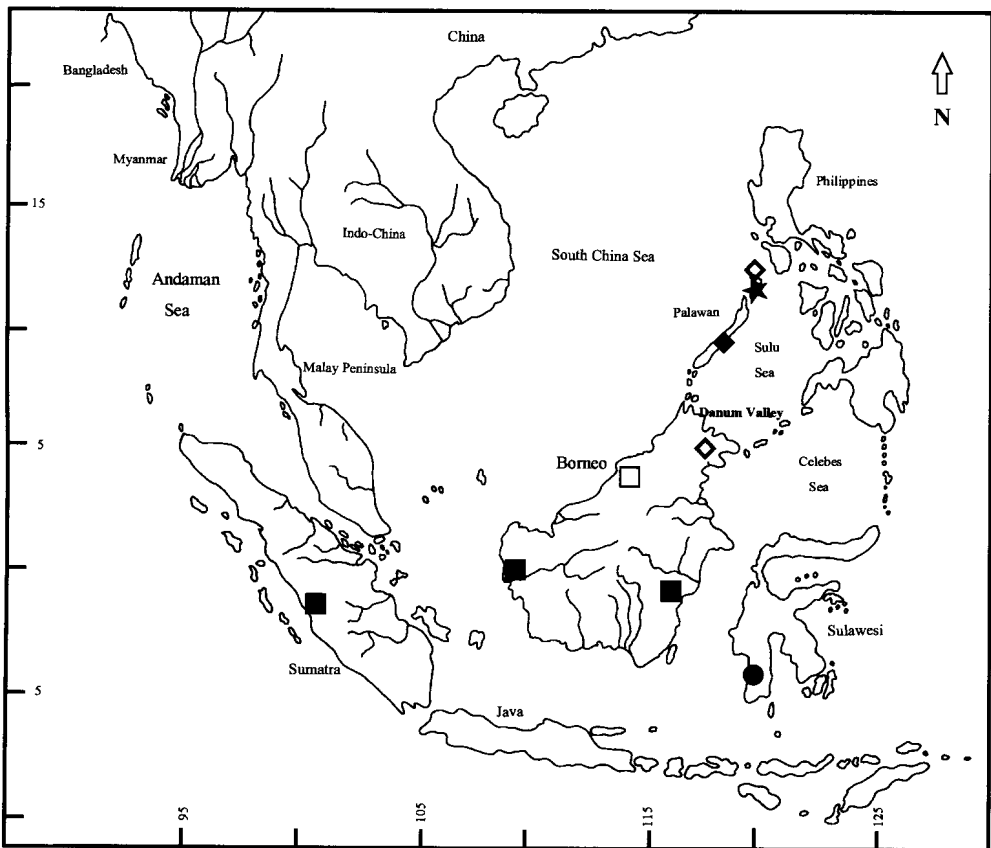 China
Bangladesh
N
Myanmar
Philippines
15
Indo-China
South China Sea
Andaman
Sea
Palawan
Sulu
Sea
Malay Peninsula
Danum Valley
5
Borneo
Celebes
Sea
Sulawesi
Sumatra
5
Java
95
105
115
125